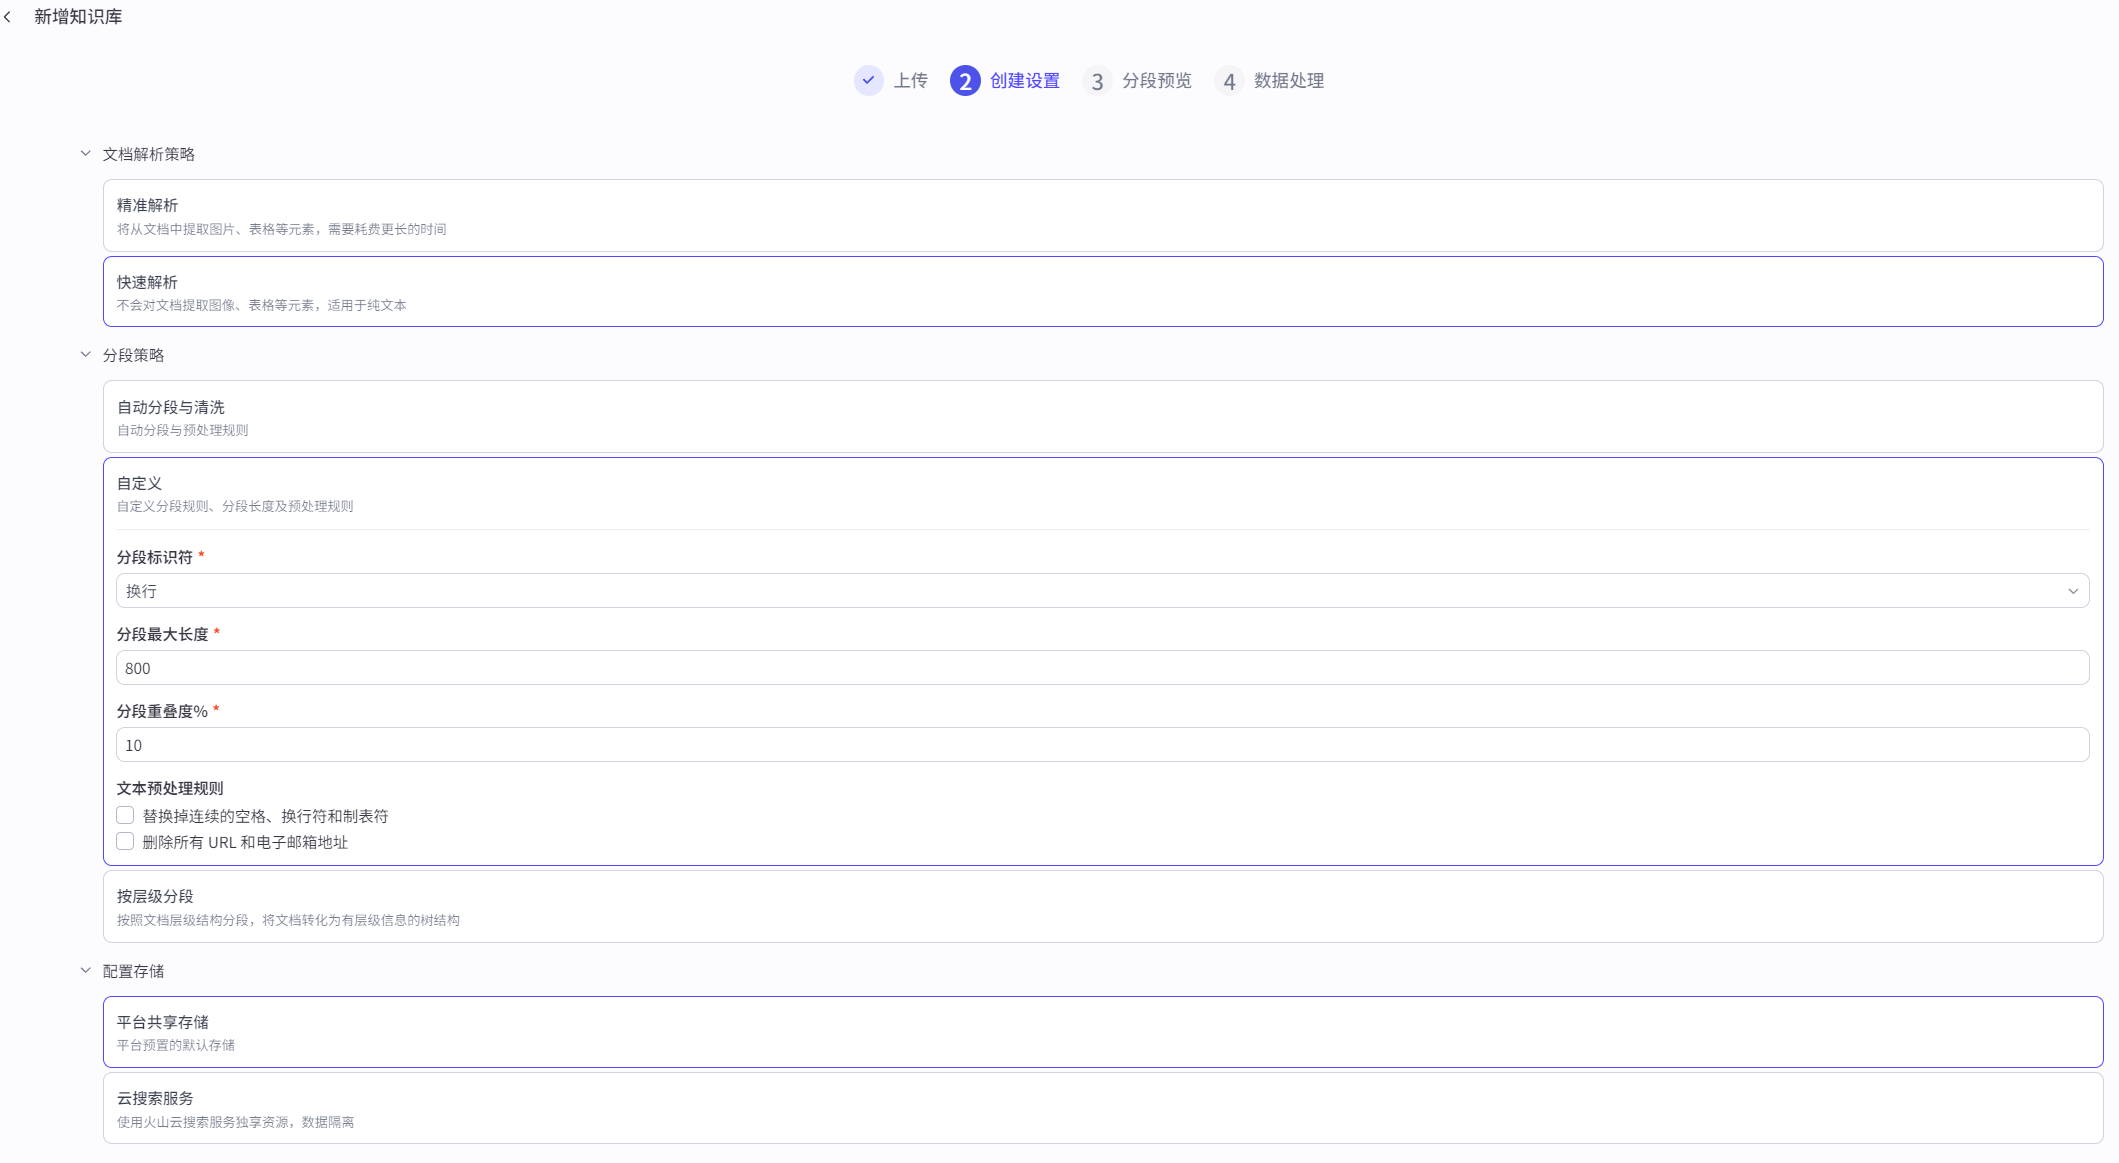 新增知识库
上传 2 创建设置 3 分段预览 4 数据处理
文档解析策略
精准解析
将从文档中提取图片、表格等元素，需要耗费更长的时间
快速解析
不会对文档提取图像、表格等元素，适用于纯文本
分段策略
自动分段与清洗
自动分段与预处理规则
自定义
自定义分段规则、分段长度及预处理规则
分段标识符 *
换行
分段最大长度 *
800
分段重叠度% *
10
文本预处理规则
替换掉连续的空格、换行符和制表符
删除所有 URL 和电子邮箱地址
按层级分段
按照文档层级结构分段，将文档转化为有层级信息的树结构
配置存储
平台共享存储
平台预置的默认存储
云搜索服务
使用火山云搜索服务独享资源，数据隔离